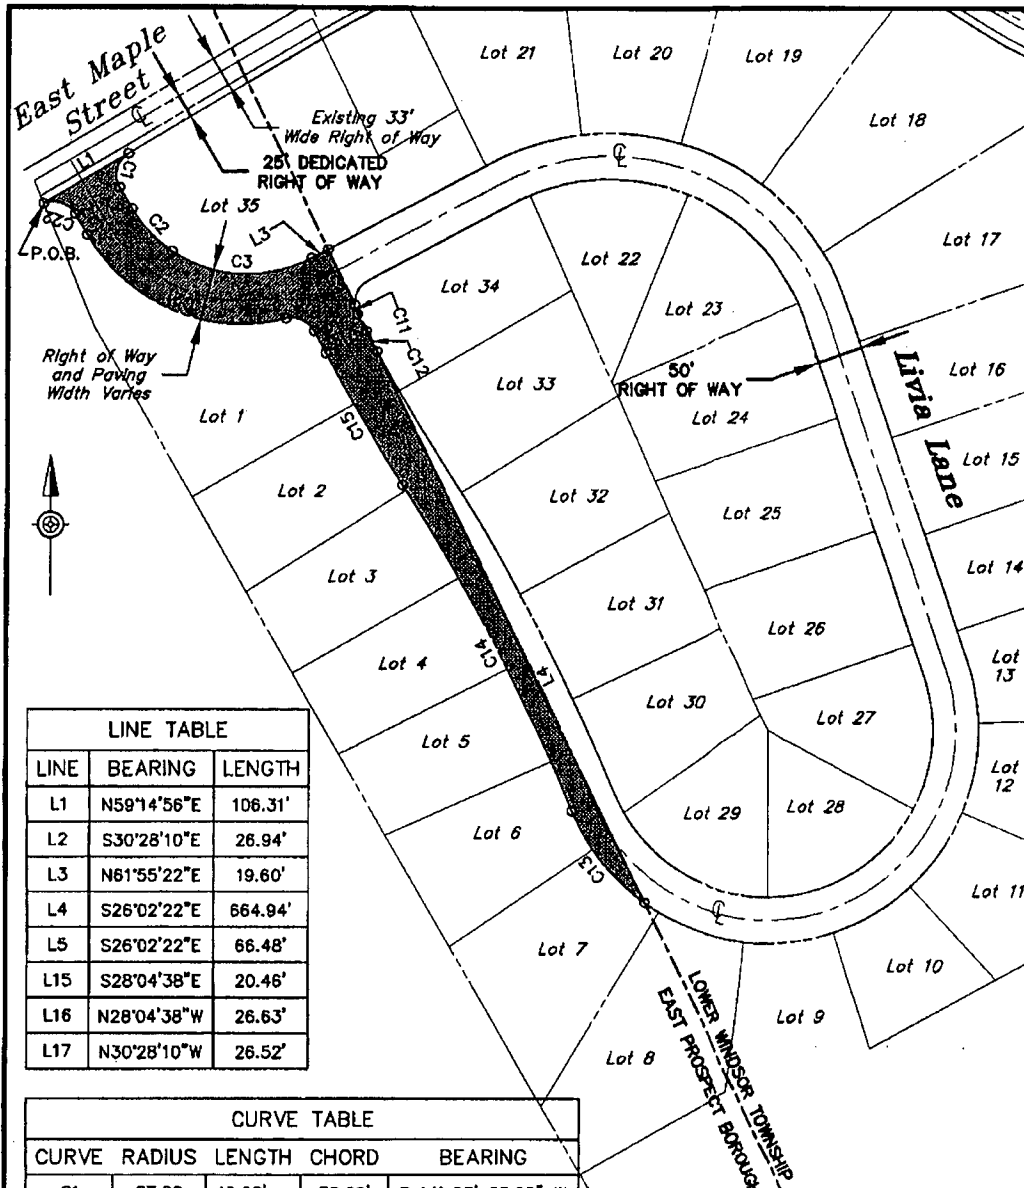 East Maple
Street
℄
L1
Existing 33'
Wide Right of Way
25' DEDICATED
RIGHT OF WAY
Lot 35
C1
C2
C22
P.O.B.
L3
C3
Right of Way
and Paving
Width Varies
Lot 21
Lot 20
Lot 19
Lot 18
Lot 17
Lot 16
Lot 15
Lot 14
Lot
13
Lot
12
Lot 11
Lot 10
Lot 9
Lot 8
Lot 7
Lot 6
Lot 5
Lot 4
Lot 3
Lot 2
Lot 1
℄
Lot 22
Lot 34
Lot 23
C11
C12
Lot 33
50'
RIGHT OF WAY
Livia Lane
Lot 24
C15
Lot 32
Lot 25
Lot 31
Lot 26
C14
L4
Lot 30
Lot 27
Lot 29
Lot 28
C13
℄
LOWER WINDSOR TOWNSHIP
EAST PROSPECT BOROUGH
LINE TABLE
LINE BEARING LENGTH
L1 N59°14'56"E 106.31'
L2 S30°28'10"E 26.94'
L3 N61°55'22"E 19.60'
L4 S26°02'22"E 664.94'
L5 S26°02'22"E 66.48'
L15 S28°04'38"E 20.46'
L16 N28°04'38"W 26.63'
L17 N30°28'10"W 26.52'
CURVE TABLE
CURVE RADIUS LENGTH CHORD BEARING